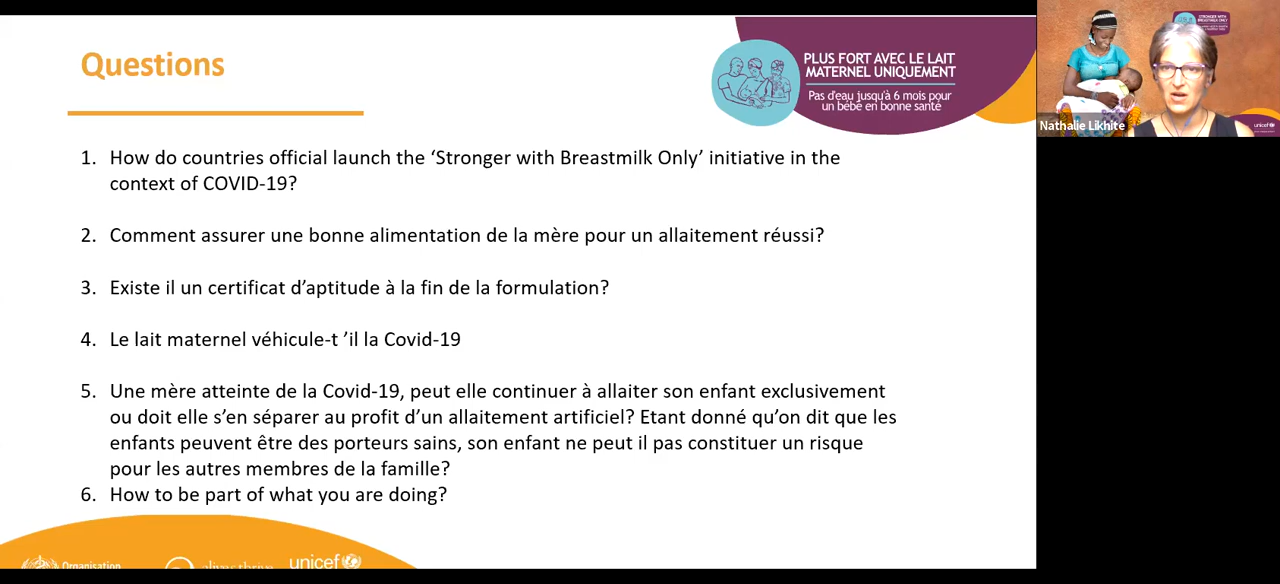 Questions
PLUS FORT AVEC LE LAIT
MATERNEL UNIQUEMENT
Pas d'eau jusqu'à 6 mois pour
un bébé en bonne santé
STRONGER WITH
BREASTMILK ONLY
Nathalie Likhite
unicef
1. How do countries official launch the ‘Stronger with Breastmilk Only’ initiative in the
context of COVID-19?
2. Comment assurer une bonne alimentation de la mère pour un allaitement réussi?
3. Existe il un certificat d’aptitude à la fin de la formulation?
4. Le lait maternel véhicule-t ’il la Covid-19
5. Une mère atteinte de la Covid-19, peut elle continuer à allaiter son enfant exclusivement
ou doit elle s’en séparer au profit d’un allaitement artificiel? Etant donné qu’on dit que les
enfants peuvent être des porteurs sains, son enfant ne peut il pas constituer un risque
pour les autres membres de la famille?
6. How to be part of what you are doing?
Organisation
unicef